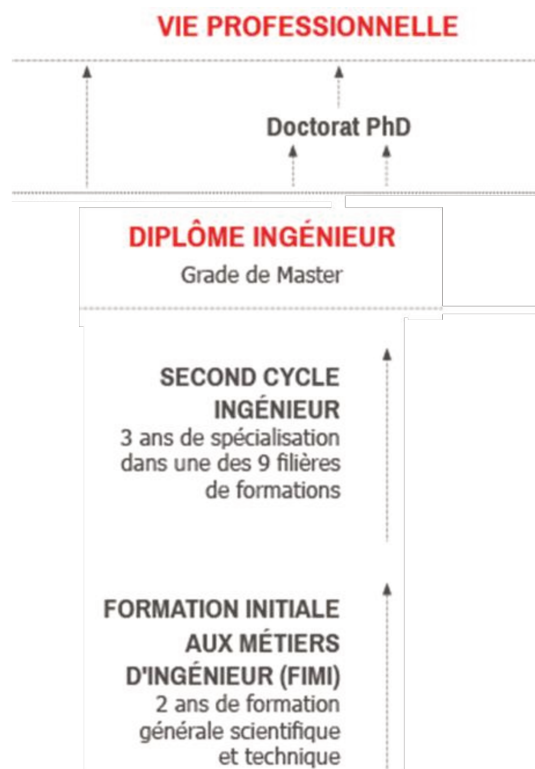 VIE PROFESSIONNELLE
Doctorat PhD
DIPLÔME INGÉNIEUR
Grade de Master
SECOND CYCLE
INGÉNIEUR
3 ans de spécialisation
dans une des 9 filières
de formations
FORMATION INITIALE
AUX MÉTIERS
D'INGÉNIEUR (FIMI)
2 ans de formation
générale scientifique
et technique